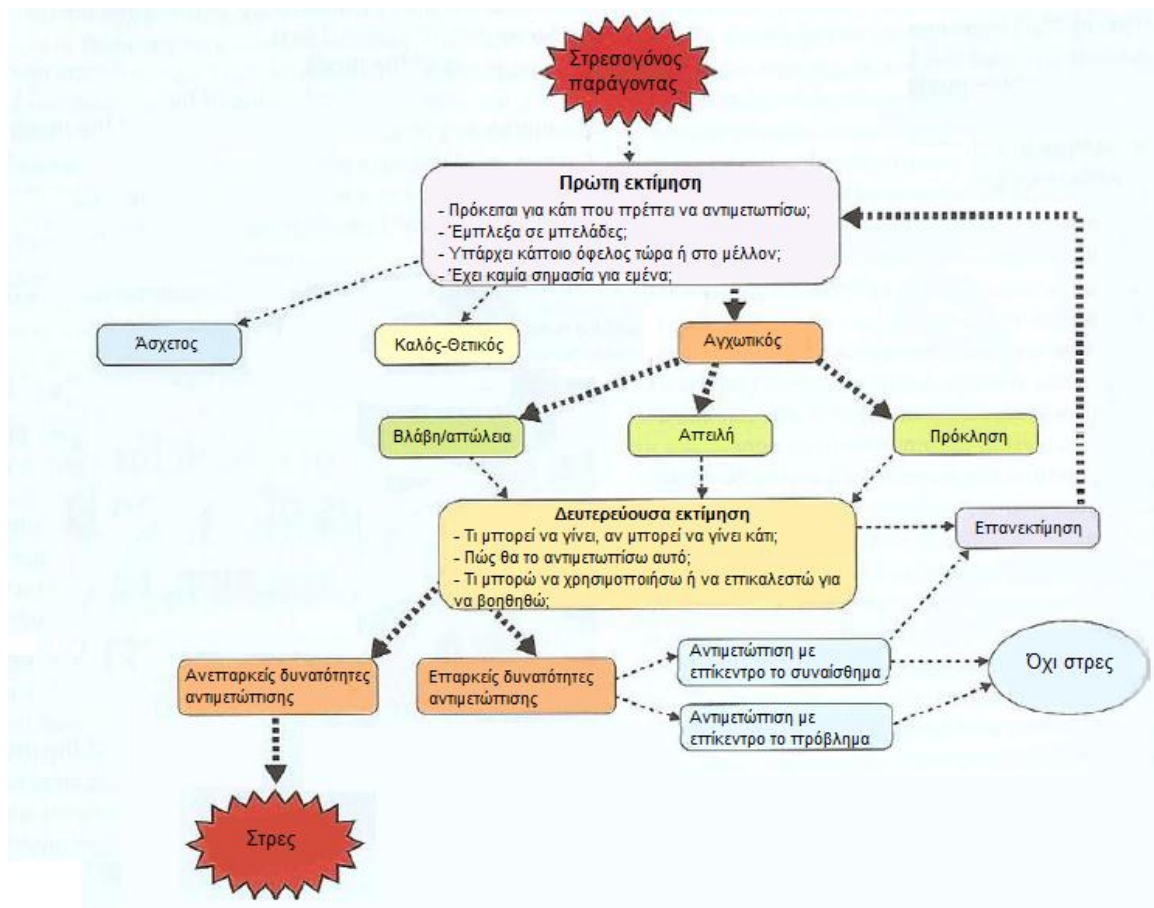 Στρεσογόνος
παράγοντας
Πρώτη εκτίμηση
- Πρόκειται για κάτι που πρέπει να αντιμετωπίσω;
- Έμπλεξα σε μπελάδες;
- Υπάρχει κάποιο όφελος τώρα ή στο μέλλον;
- Έχει καμία σημασία για εμένα;
Άσχετος
Καλός-Θετικός
Αγχωτικός
Βλάβη/απώλεια
Απειλή
Πρόκληση
Δευτερεύουσα εκτίμηση
- Τι μπορεί να γίνει, αν μπορεί να γίνει κάτι;
- Πώς θα το αντιμετωπίσω αυτό;
- Τι μπορώ να χρησιμοποιήσω ή να επικαλεστώ για
να βοηθηθώ;
Επανεκτίμηση
Ανεπαρκείς δυνατότητες
αντιμετώπισης
Επαρκείς δυνατότητες
αντιμετώπισης
Αντιμετώπιση με
επίκεντρο το συναίσθημα
Αντιμετώπιση με
επίκεντρο το πρόβλημα
Όχι στρες
Στρες